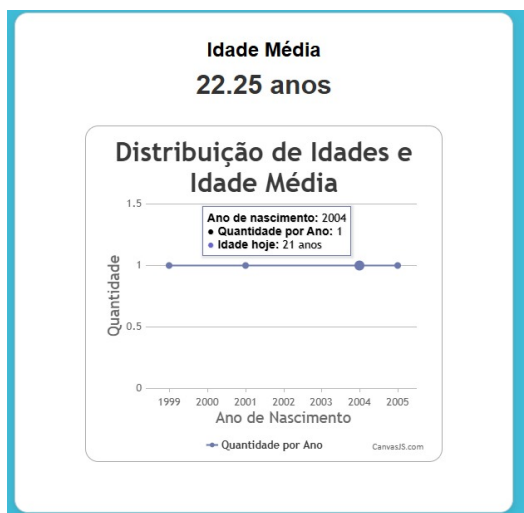 Idade Média
22.25 anos
Distribuição de Idades e
Idade Média
1.5
Ano de nascimento: 2004
● Quantidade por Ano: 1
● Idade hoje: 21 anos
1
0.5
0
Quantidade
1999 2000 2001 2002 2003 2004 2005
Ano de Nascimento
Quantidade por Ano
CanvasJS.com